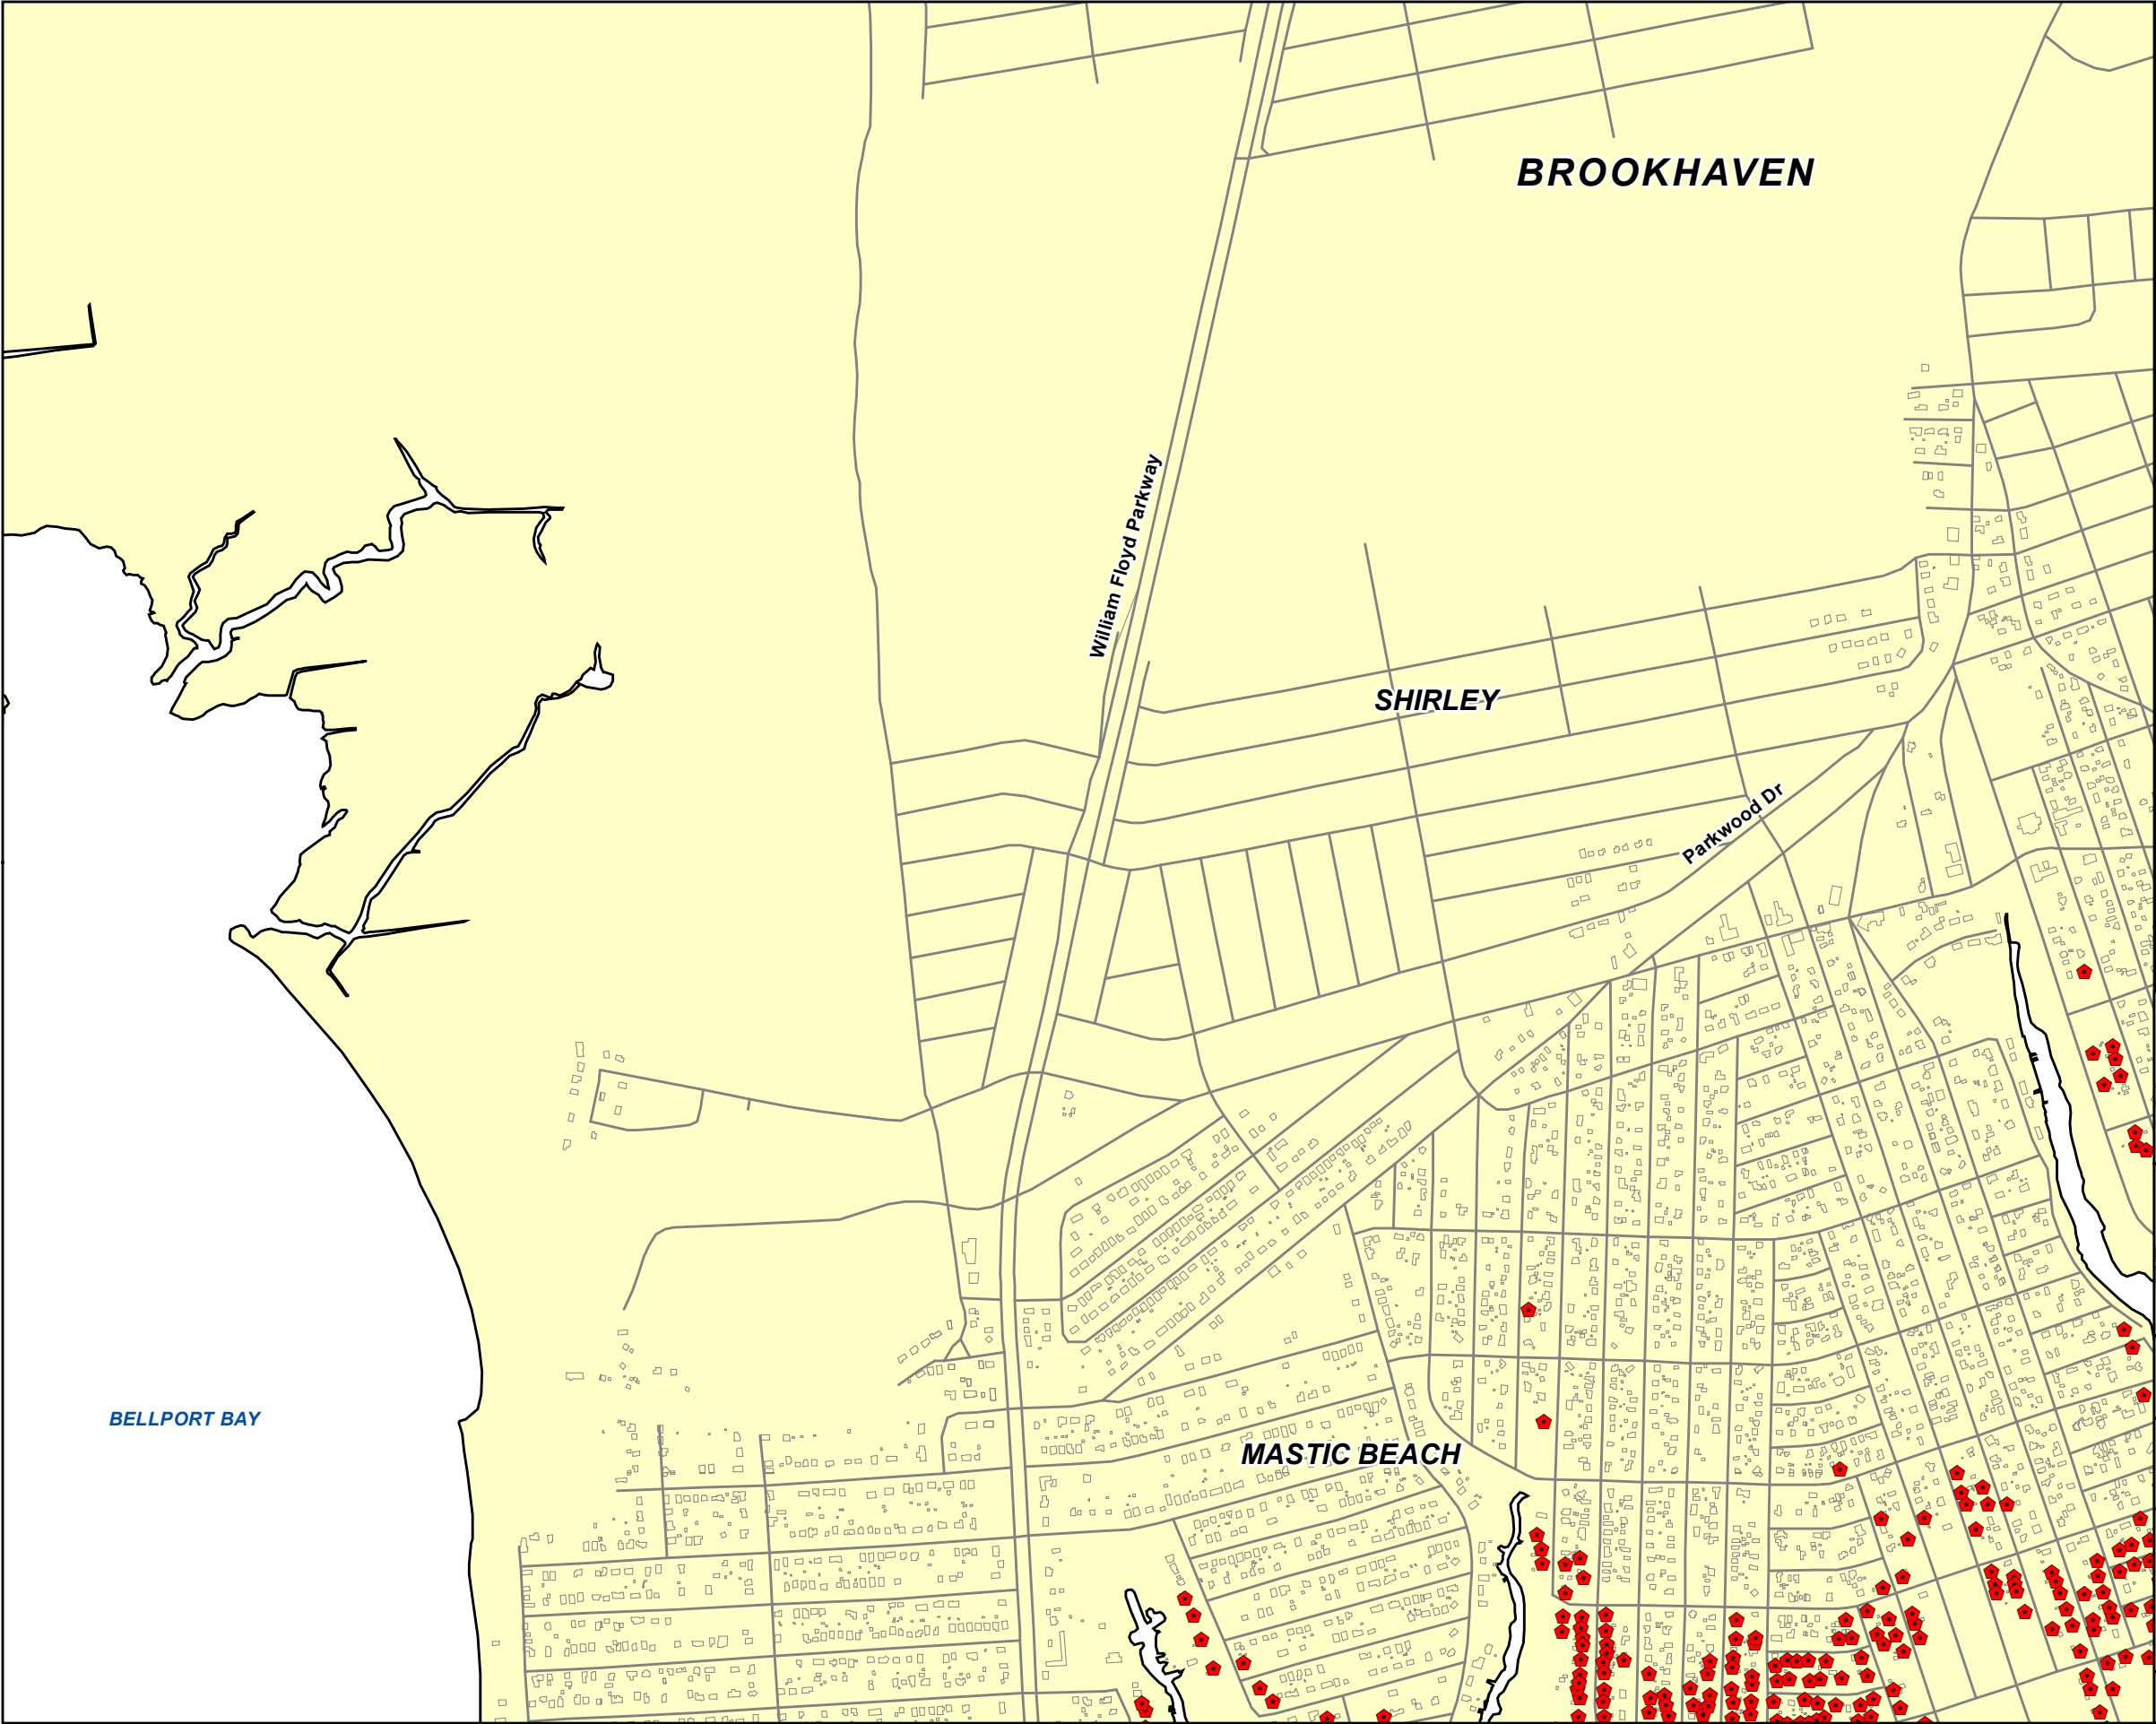 BROOKHAVEN
William Floyd Parkway
SHIRLEY
Parkwood Dr
BELLPORT BAY
MASTIC BEACH